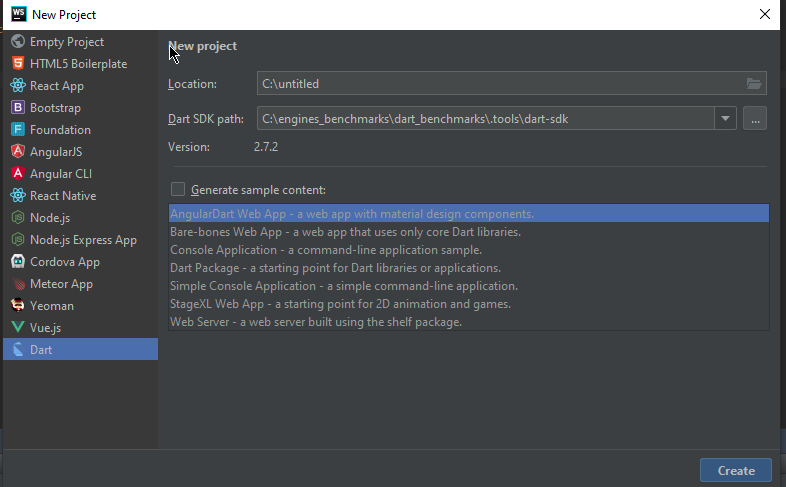 WS New Project
Empty Project
HTML5 Boilerplate
React App
B Bootstrap
F Foundation
AngularJS
Angular CLI
React Native
Node.js
Node.js Express App
Cordova App
Meteor App
Yeoman
Vue.js
Dart
New project
Location: C:\untitled
Dart SDK path: C:\engines_benchmarks\dart_benchmarks\.tools\dart-sdk ...
Version: 2.7.2
Generate sample content:
AngularDart Web App - a web app with material design components.
Bare-bones Web App - a web app that uses only core Dart libraries.
Console Application - a command-line application sample.
Dart Package - a starting point for Dart libraries or applications.
Simple Console Application - a simple command-line application.
StageXL Web App - a starting point for 2D animation and games.
Web Server - a web server built using the shelf package.
Create